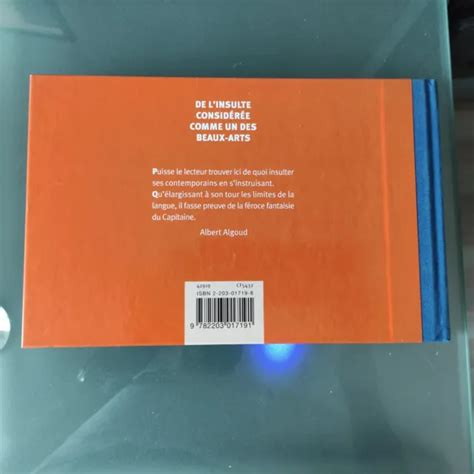 DE L'INSULTE
CONSIDÉRÉE
COMME UN DES
BEAUX-ARTS
Puisse le lecteur trouver ici de quoi insulter
ses contemporains en s'instruisant.
Qu'élargissant à son tour les limites de la
langue, il fasse preuve de la féroce fantaisie
du Capitaine.
Albert Algoud
ISBN 2-203-01719-8
9 782203 017191